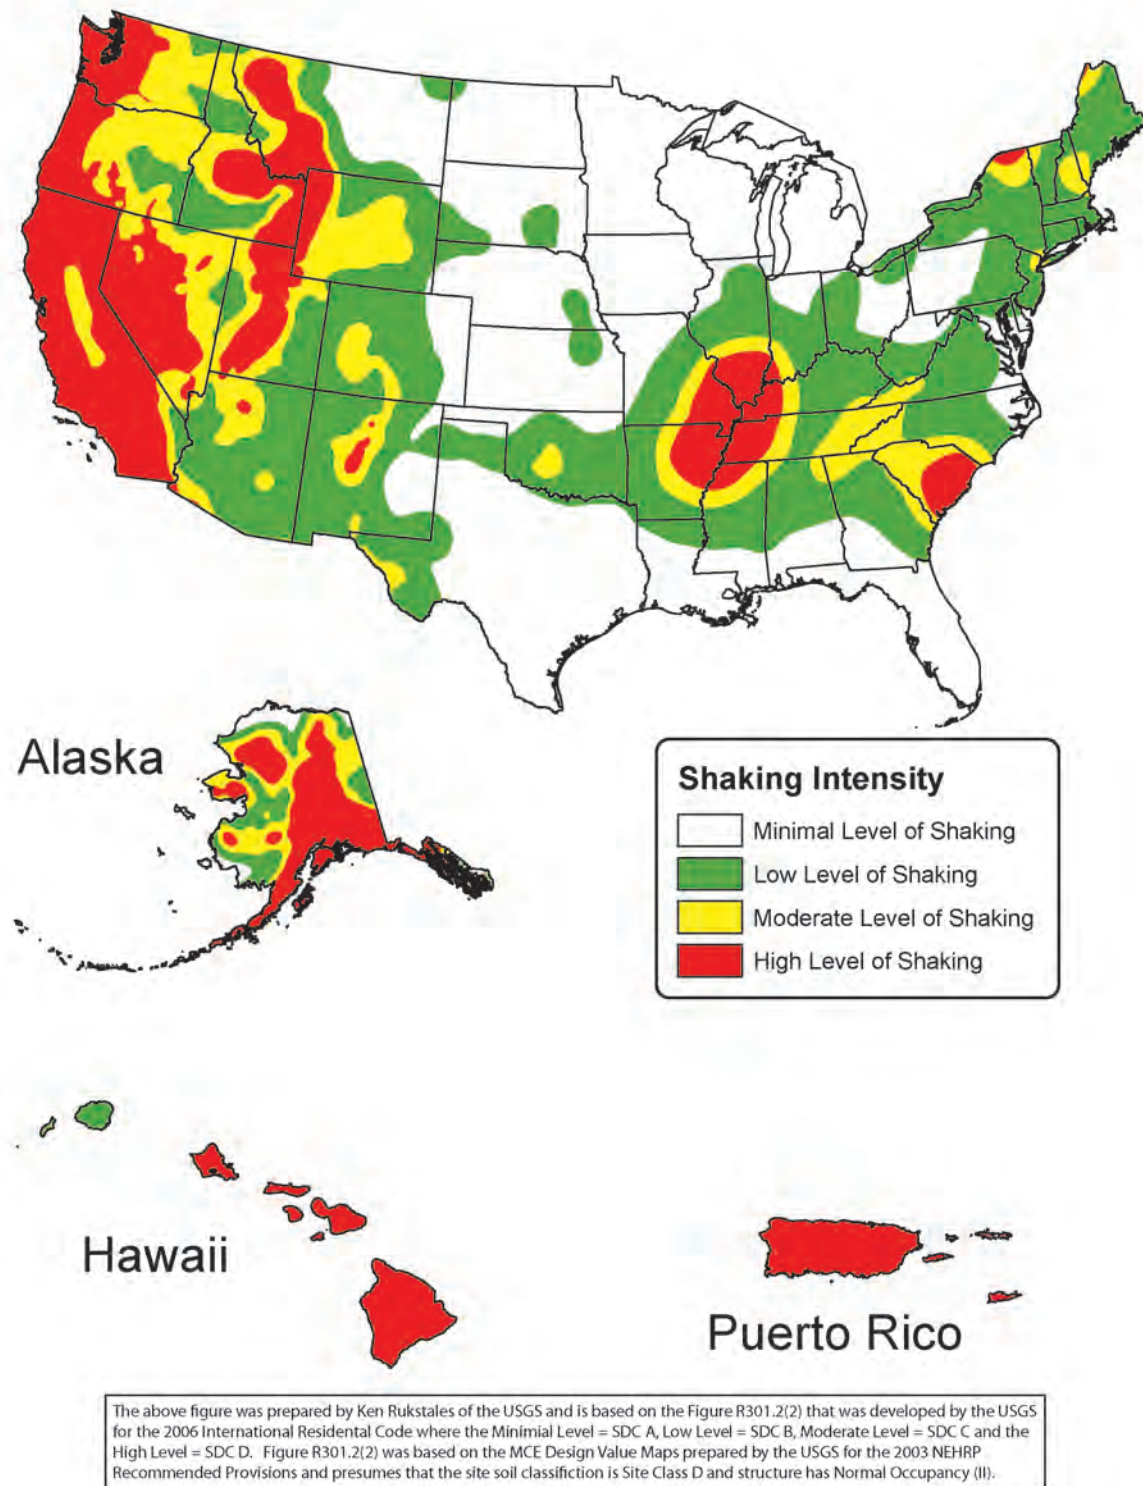 Alaska
Shaking Intensity
Minimal Level of Shaking
Low Level of Shaking
Moderate Level of Shaking
High Level of Shaking
Hawaii
Puerto Rico
The above figure was prepared by Ken Rukstales of the USGS and is based on the Figure R301.2(2) that was developed by the USGS
for the 2006 International Residental Code where the Minimial Level = SDC A, Low Level = SDC B, Moderate Level = SDC C and the
High Level = SDC D. Figure R301.2(2) was based on the MCE Design Value Maps prepared by the USGS for the 2003 NEHRP
Recommended Provisions and presumes that the site soil classifiction is Site Class D and structure has Normal Occupancy (II).